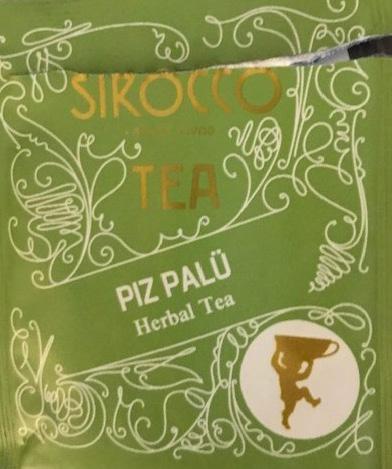 SIROCCO
TEA
PIZ PALÜ
Herbal Tea